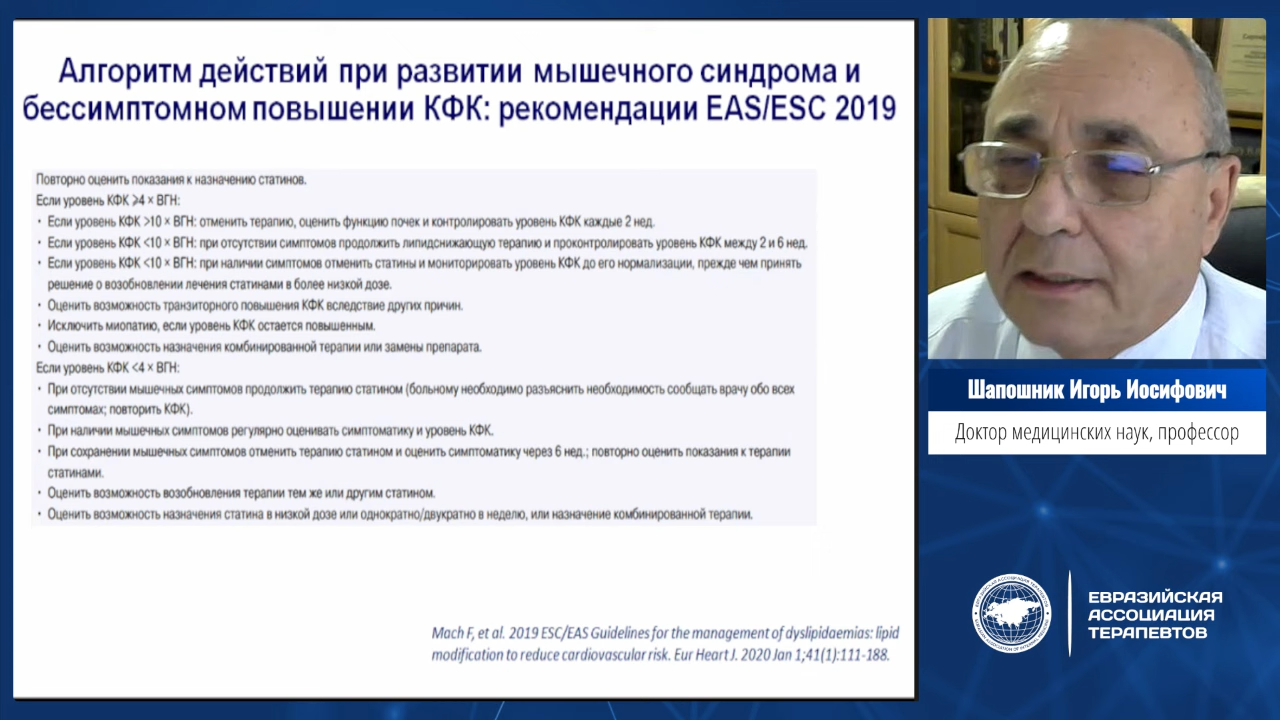 Алгоритм действий при развитии мышечного синдрома и
бессимптомном повышении КФК: рекомендации EAS/ESC 2019
Повторно оценить показания к назначению статинов.
Если уровень КФК ⩾4 × ВГН:
• Если уровень КФК >10 × ВГН: отменить терапию, оценить функцию почек и контролировать уровень КФК каждые 2 нед.
• Если уровень КФК <10 × ВГН: при отсутствии симптомов продолжить липидснижающую терапию и проконтролировать уровень КФК между 2 и 6 нед.
• Если уровень КФК <10 × ВГН: при наличии симптомов отменить статины и мониторировать уровень КФК до его нормализации, прежде чем принять
решение о возобновлении лечения статинами в более низкой дозе.
• Оценить возможность транзиторного повышения КФК вследствие других причин.
• Исключить миопатию, если уровень КФК остается повышенным.
• Оценить возможность назначения комбинированной терапии или замены препарата.
Если уровень КФК <4 × ВГН:
• При отсутствии мышечных симптомов продолжить терапию статином (больному необходимо разъяснить необходимость сообщать врачу обо всех
симптомах; повторить КФК).
• При наличии мышечных симптомов регулярно оценивать симптоматику и уровень КФК.
• При сохранении мышечных симптомов отменить терапию статином и оценить симптоматику через 6 нед.; повторно оценить показания к терапии
статинами.
• Оценить возможность возобновления терапии тем же или другим статином.
• Оценить возможность назначения статина в низкой дозе или однократно/двукратно в неделю, или назначение комбинированной терапии.
Mach F, et al. 2019 ESC/EAS Guidelines for the management of dyslipidaemias: lipid
modification to reduce cardiovascular risk. Eur Heart J. 2020 Jan 1;41(1):111-188.
Шапошник Игорь Иосифович
Доктор медицинских наук, профессор
ЕВРАЗИЙСКАЯ
АССОЦИАЦИЯ
ТЕРАПЕВТОВ